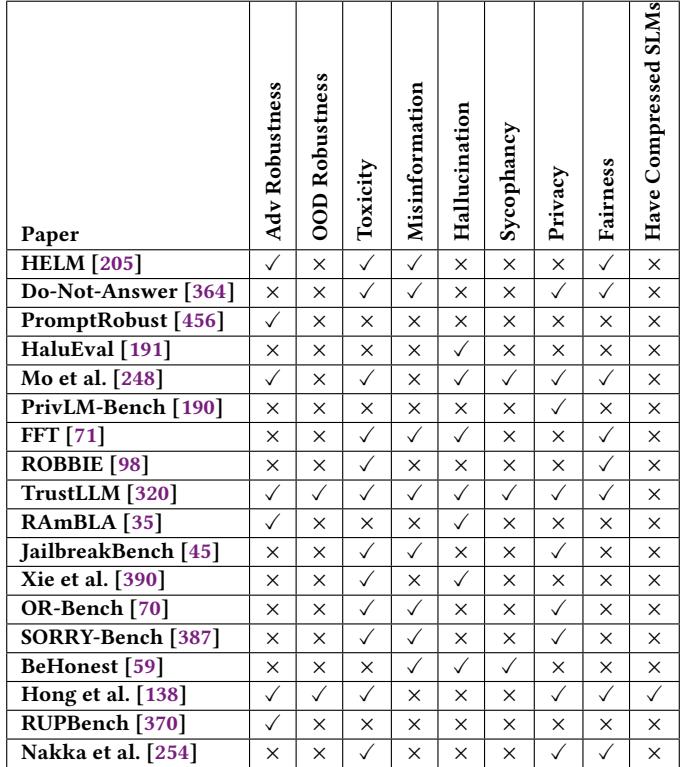 Paper Adv Robustness OOD Robustness Toxicity Misinformation Hallucination Sycophancy Privacy Fairness Have Compressed SLMs
HELM [205] ✓ × ✓ ✓ × × × ✓ ×
Do-Not-Answer [364] × × ✓ ✓ × × ✓ ✓ ×
PromptRobust [456] ✓ × × × × × × × ×
HaluEval [191] × × × × ✓ × × × ×
Mo et al. [248] ✓ × ✓ × ✓ ✓ ✓ ✓ ×
PrivLM-Bench [190] × × × × × × ✓ × ×
FFT [71] × × ✓ ✓ ✓ × × ✓ ×
ROBBIE [98] × × ✓ × × × × ✓ ×
TrustLLM [320] ✓ ✓ ✓ ✓ ✓ ✓ ✓ ✓ ×
RAmBLA [35] ✓ × × × ✓ × × × ×
JailbreakBench [45] × × ✓ ✓ × × ✓ × ×
Xie et al. [390] × × ✓ × ✓ × × × ×
OR-Bench [70] × × ✓ ✓ × × ✓ × ×
SORRY-Bench [387] × × ✓ ✓ × × ✓ × ×
BeHonest [59] × × × ✓ ✓ ✓ × × ×
Hong et al. [138] ✓ ✓ ✓ × × × ✓ ✓ ✓
RUPBench [370] ✓ × × × × × × × ×
Nakka et al. [254] × × ✓ × × × ✓ ✓ ×